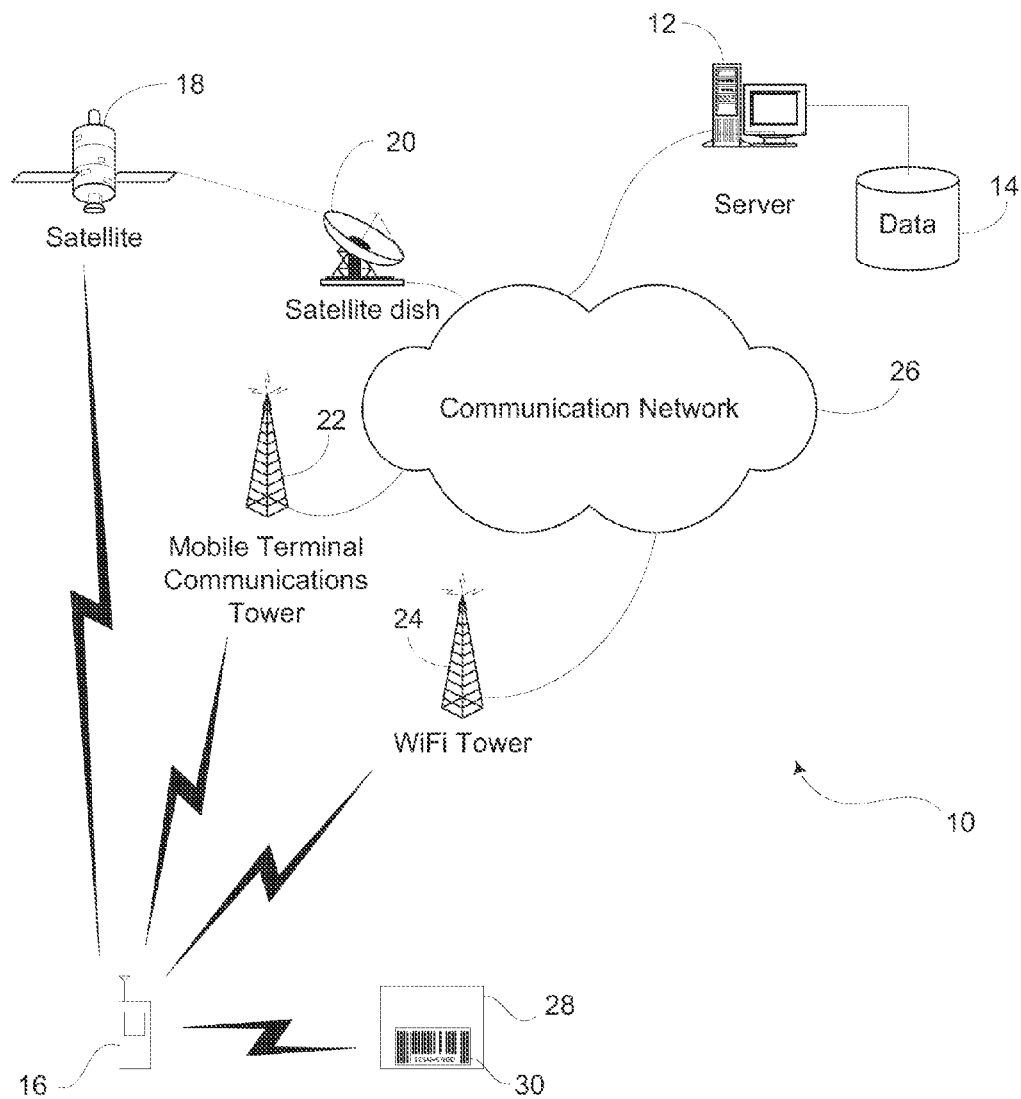 12
18
20
Server
14
Data
Satellite
Satellite dish
26
Communication Network
22
Mobile Terminal
Communications
Tower
24
WiFi Tower
10
28
16
30